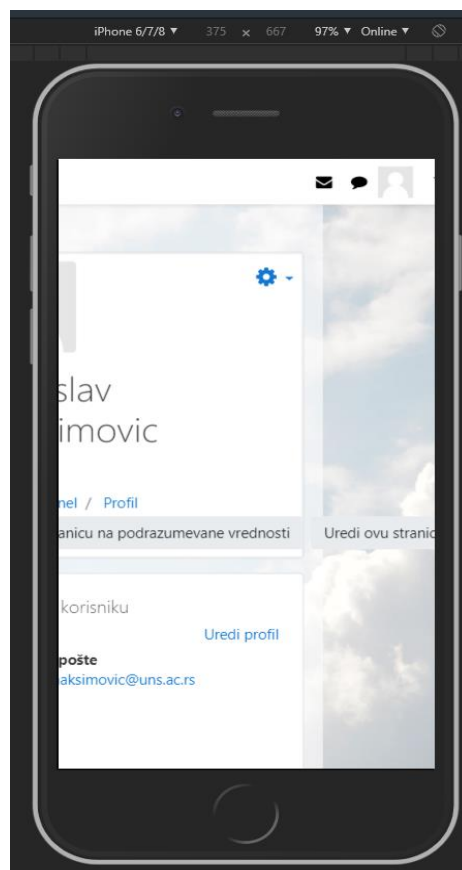 iPhone 6/7/8 ▼ 375 x 667 97% ▼ Online ▼
slav
imovic
nel / Profil
anicu na podrazumevane vrednosti Uredi ovu stranic
korisniku
Uredi profil
pošte
aksimovic@uns.ac.rs